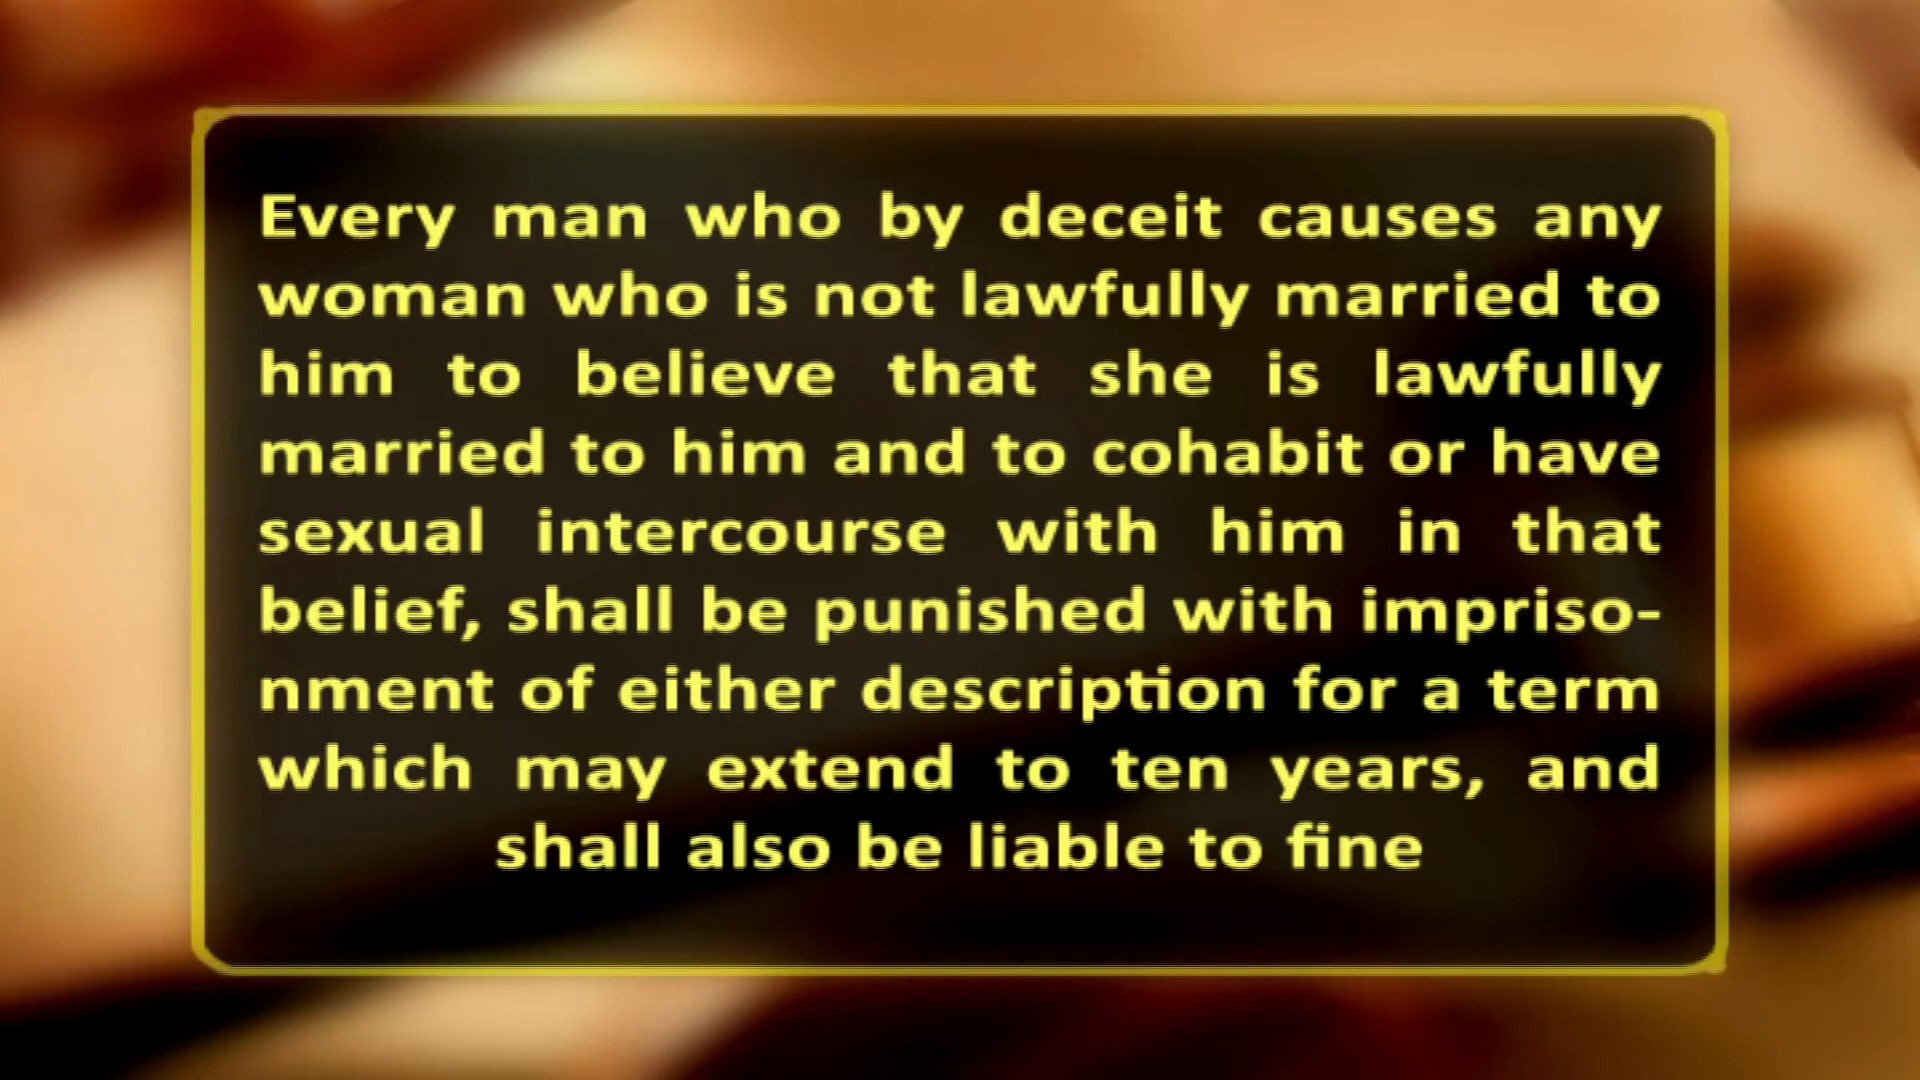 Every man who by deceit causes any
woman who is not lawfully married to
him to believe that she is lawfully
married to him and to cohabit or have
sexual intercourse with him in that
belief, shall be punished with impriso-
nment of either description for a term
which may extend to ten years, and
shall also be liable to fine